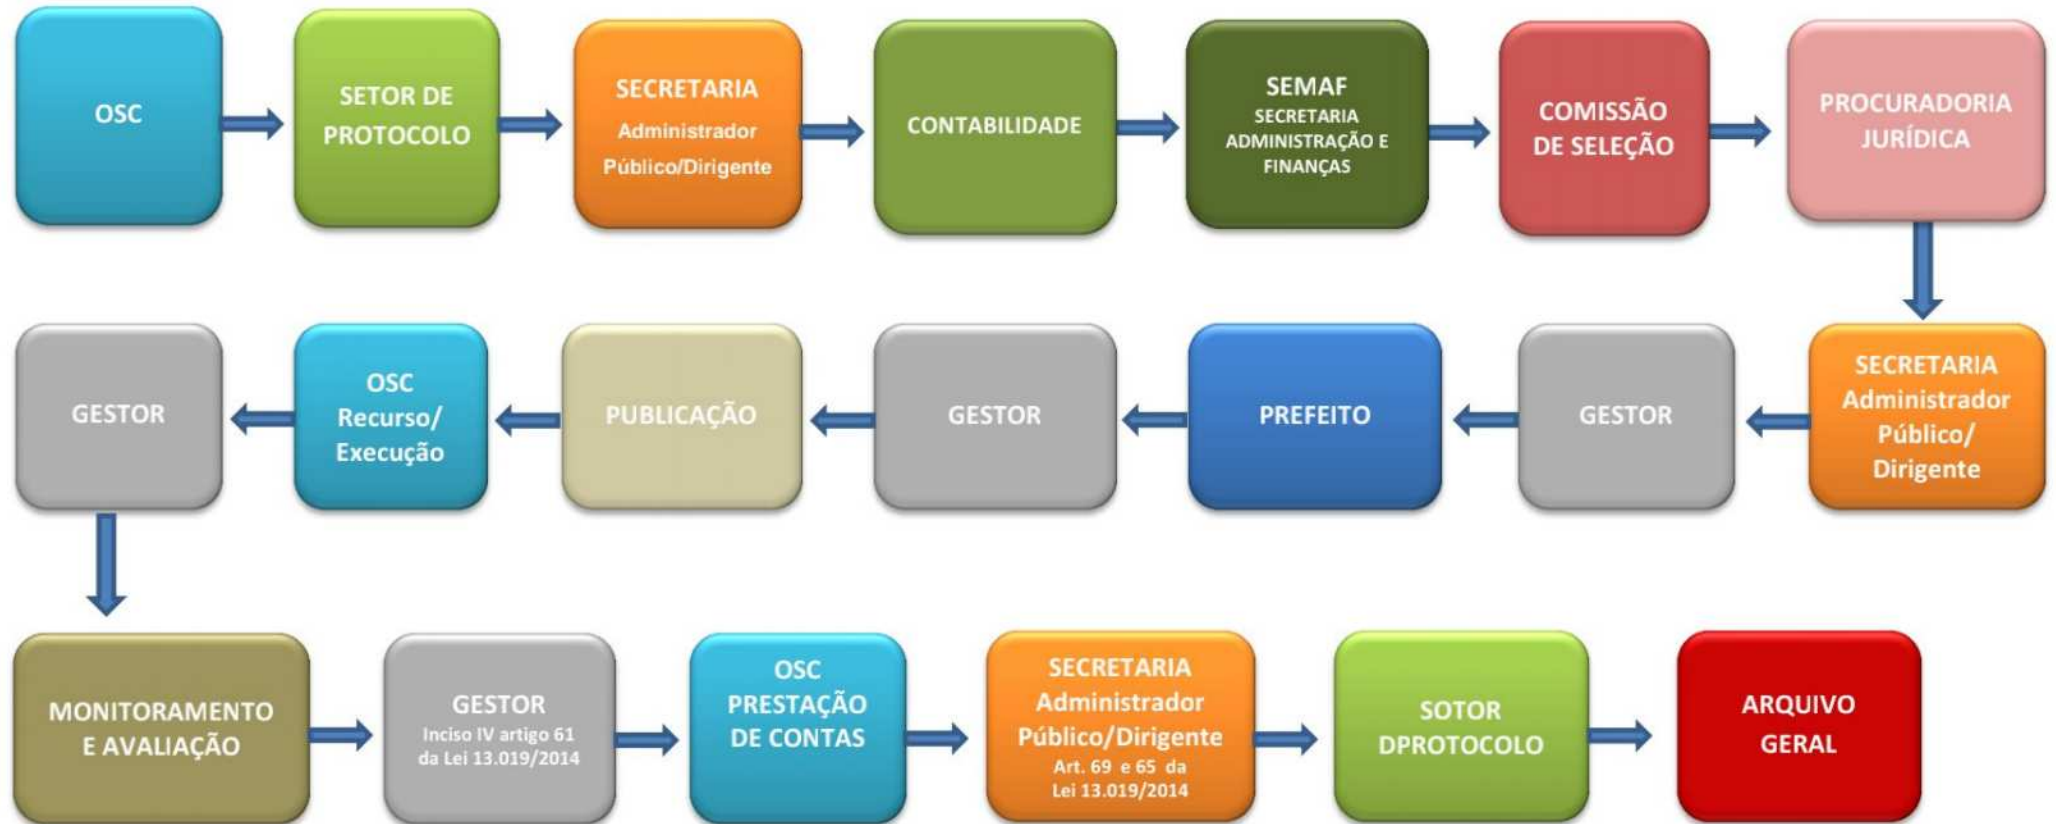 OSC
SETOR DE
PROTOCOLO
SECRETARIA
Administrador
Público/Dirigente
CONTABILIDADE
SEMAF
SECRETARIA
ADMINISTRAÇÃO E
FINANÇAS
COMISSÃO
DE SELEÇÃO
PROCURADORIA
JURÍDICA
SECRETARIA
Administrador
Público/
Dirigente
GESTOR
PREFEITO
GESTOR
PUBLICAÇÃO
OSC
Recurso/
Execução
GESTOR
MONITORAMENTO
E AVALIAÇÃO
GESTOR
Inciso IV artigo 61
da Lei 13.019/2014
OSC
PRESTAÇÃO
DE CONTAS
SECRETARIA
Administrador
Público/Dirigente
Art. 69 e 65 da
Lei 13.019/2014
SOTOR
DPROTOCOLO
ARQUIVO
GERAL